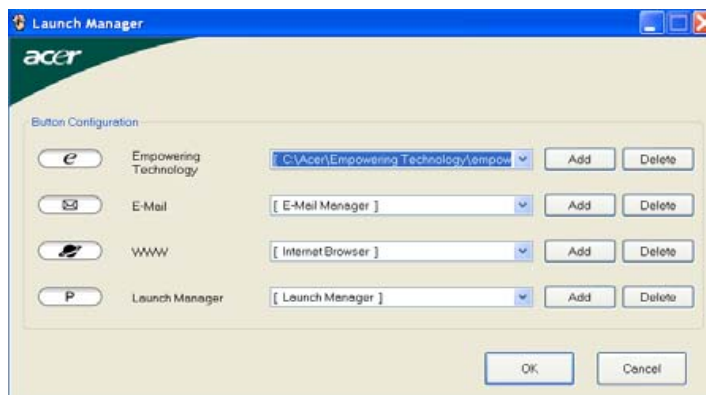 Launch Manager
acer
Button Configuration
e
Empowering
Technology
[ C:\Acer\Empowering Technology\empow
Add
Delete
E-Mail
[ E-Mail Manager ]
Add
Delete
WWW
[ Internet Browser ]
Add
Delete
P
Launch Manager
[ Launch Manager ]
Add
Delete
OK
Cancel